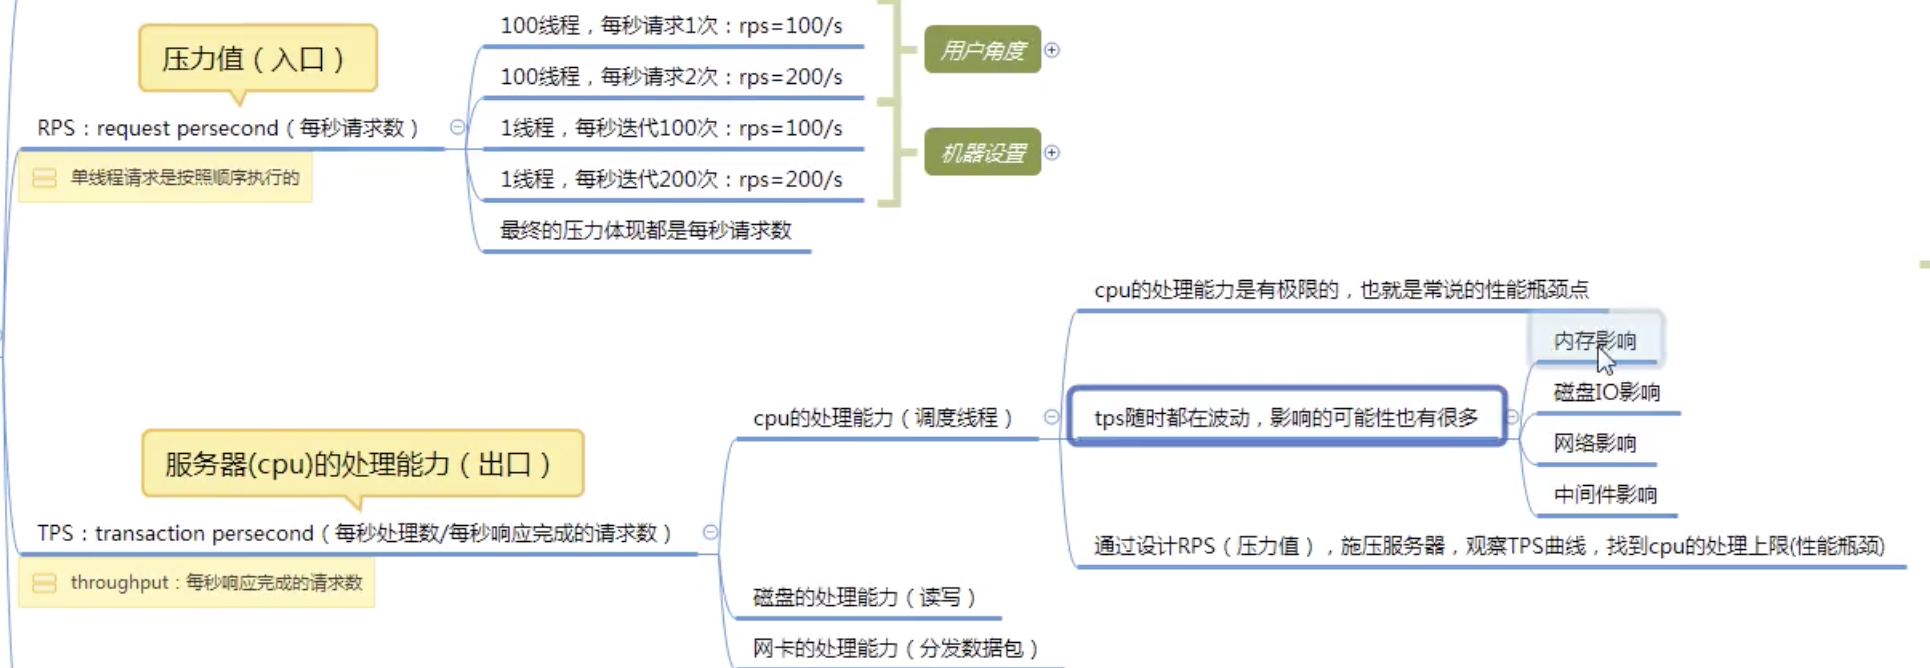 压力值（入口）
RPS：request persecond（每秒请求数）
单线程请求是按照顺序执行的
100线程，每秒请求1次：rps=100/s
100线程，每秒请求2次：rps=200/s
1线程，每秒迭代100次：rps=100/s
1线程，每秒迭代200次：rps=200/s
最终的压力体现都是每秒请求数
用户角度
机器设置
服务器(cpu)的处理能力（出口）
TPS：transaction persecond（每秒处理数/每秒响应完成的请求数）
throughput：每秒响应完成的请求数
cpu的处理能力（调度线程）
cpu的处理能力是有极限的，也就是常说的性能瓶颈点
tps随时都在波动，影响的可能性也有很多
内存影响
磁盘IO影响
网络影响
中间件影响
通过设计RPS（压力值），施压服务器，观察TPS曲线，找到cpu的处理上限(性能瓶颈)
磁盘的处理能力（读写）
网卡的处理能力（分发数据包）